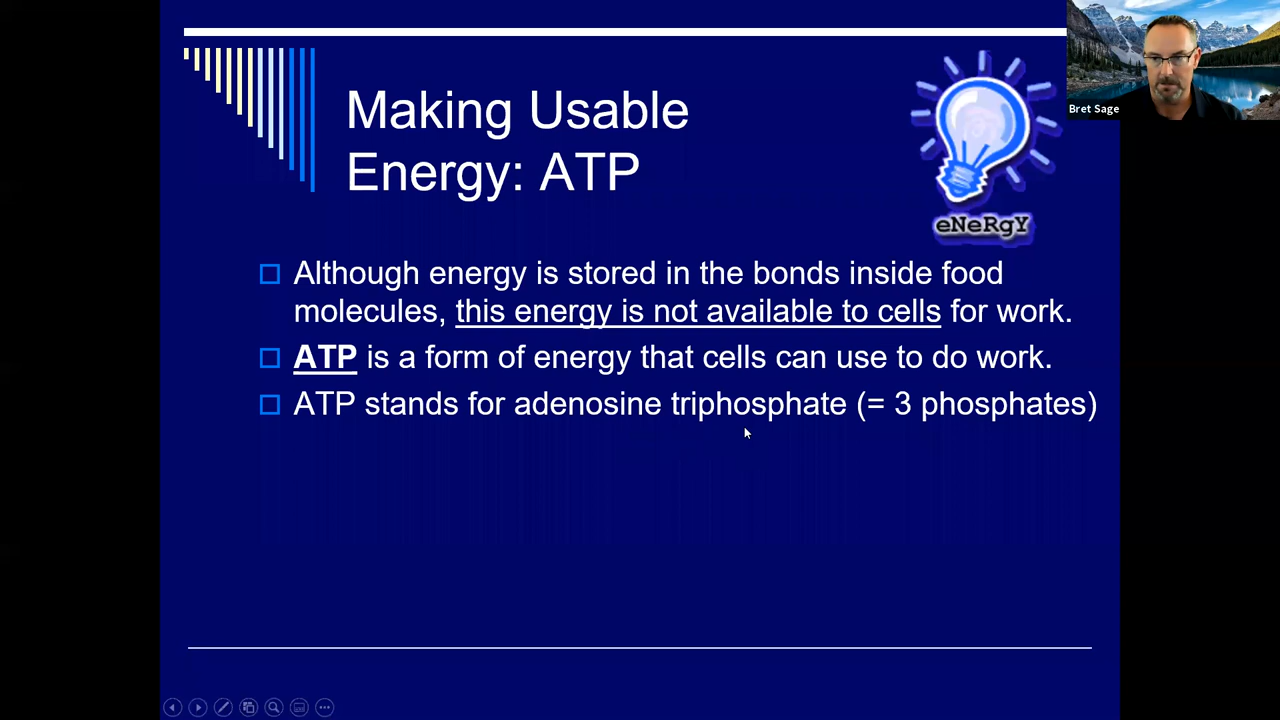 Making Usable
Energy: ATP
eNeRgY
Bret Sage
Although energy is stored in the bonds inside food
molecules, this energy is not available to cells for work.
ATP is a form of energy that cells can use to do work.
ATP stands for adenosine triphosphate (= 3 phosphates)